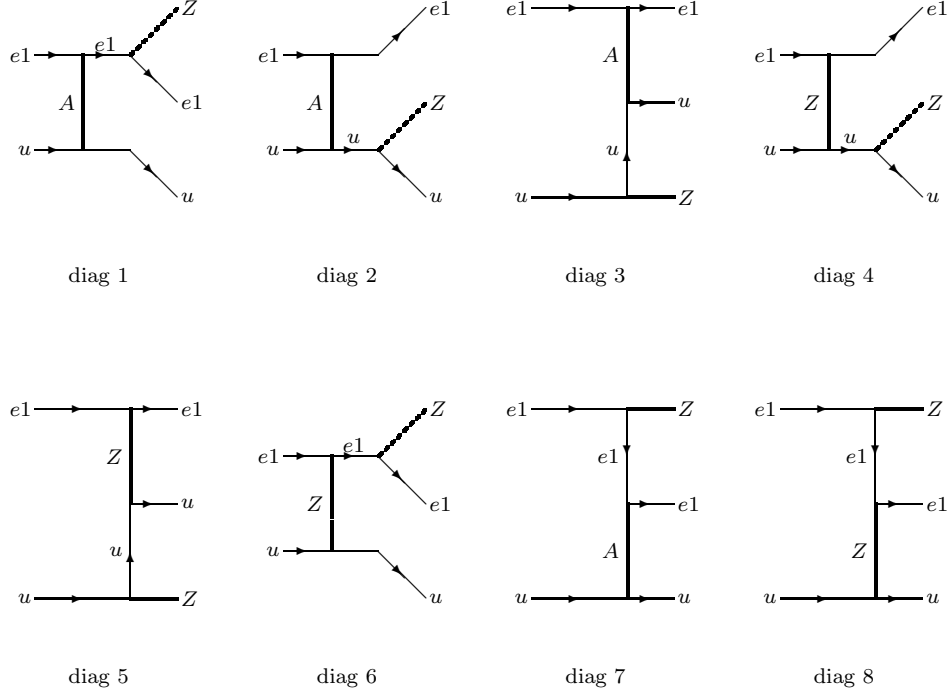 e1 e1 Z e1 A u u
e1 e1 A u Z u u
e1 e1 A u u u Z
e1 e1 Z u Z u u
diag 1 diag 2 diag 3 diag 4
e1 e1 Z u u u Z
e1 e1 Z e1 Z u u
e1 Z e1 e1 A u u
e1 Z e1 e1 Z u u
diag 5 diag 6 diag 7 diag 8